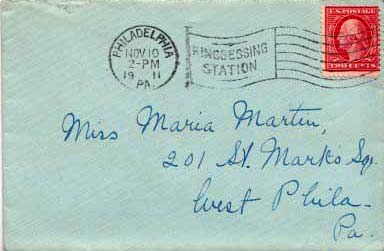 PHILADELPHIA
NOV 10
2-PM
19 11
PA.
KINGSESSING
STATION
U.S. POSTAGE
TWO CENTS
Miss Maria Martin,
201 St. Mark's Sq.
West Phila-
Pa.